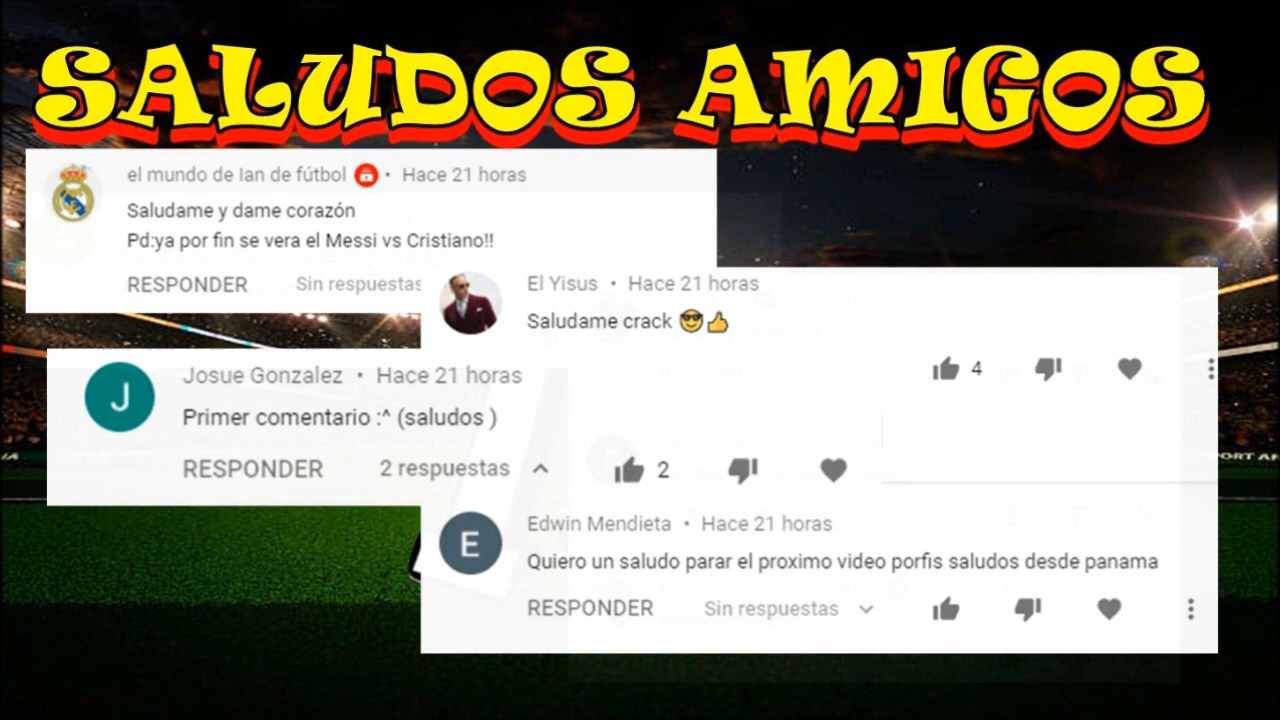 SALUDOS AMIGOS
el mundo de Ian de fútbol • Hace 21 horas
Saludame y dame corazón
Pd:ya por fin se vera el Messi vs Cristiano!!
RESPONDER Sin respuestas
El Yisus • Hace 21 horas
Saludame crack 😎👍
4
J
Josue Gonzalez • Hace 21 horas
Primer comentario :^ (saludos )
RESPONDER 2 respuestas 2
E
Edwin Mendieta • Hace 21 horas
Quiero un saludo parar el proximo video porfis saludos desde panama
RESPONDER Sin respuestas